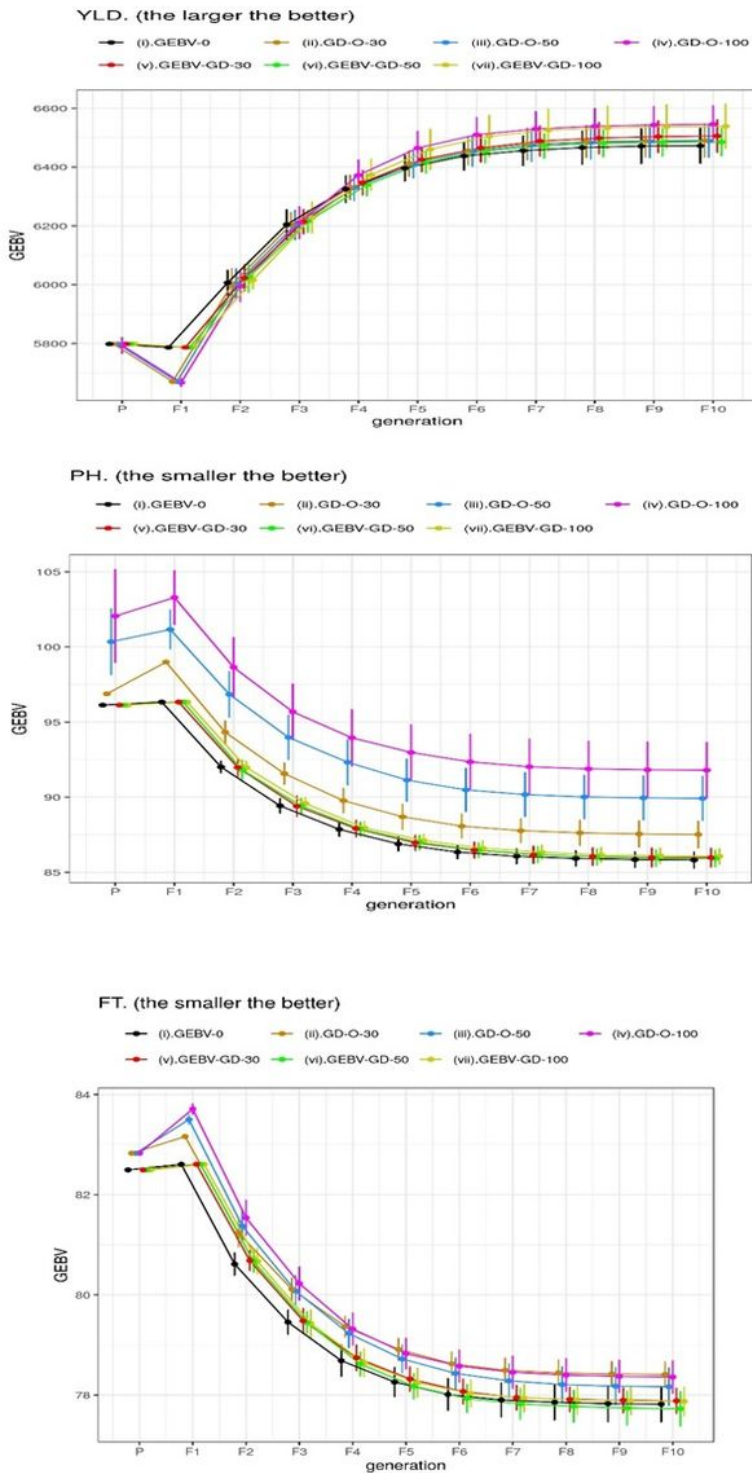 YLD. (the larger the better)
(i).GEBV-0 (ii).GD-O-30 (iii).GD-O-50 (iv).GD-O-100
(v).GEBV-GD-30 (vi).GEBV-GD-50 (vii).GEBV-GD-100
6600
6400
6200
6000
5800
GEBV
P F1 F2 F3 F4 F5 F6 F7 F8 F9 F10
generation
PH. (the smaller the better)
(i).GEBV-0 (ii).GD-O-30 (iii).GD-O-50 (iv).GD-O-100
(v).GEBV-GD-30 (vi).GEBV-GD-50 (vii).GEBV-GD-100
105
100
95
90
85
GEBV
P F1 F2 F3 F4 F5 F6 F7 F8 F9 F10
generation
FT. (the smaller the better)
(i).GEBV-0 (ii).GD-O-30 (iii).GD-O-50 (iv).GD-O-100
(v).GEBV-GD-30 (vi).GEBV-GD-50 (vii).GEBV-GD-100
84
82
80
78
GEBV
P F1 F2 F3 F4 F5 F6 F7 F8 F9 F10
generation